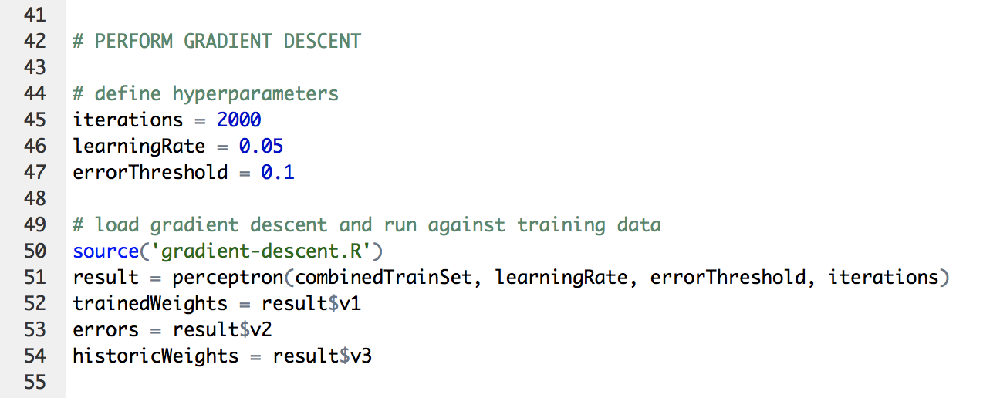 41
42 # PERFORM GRADIENT DESCENT
43
44 # define hyperparameters
45 iterations = 2000
46 learningRate = 0.05
47 errorThreshold = 0.1
48
49 # load gradient descent and run against training data
50 source('gradient-descent.R')
51 result = perceptron(combinedTrainSet, learningRate, errorThreshold, iterations)
52 trainedWeights = result$v1
53 errors = result$v2
54 historicWeights = result$v3
55